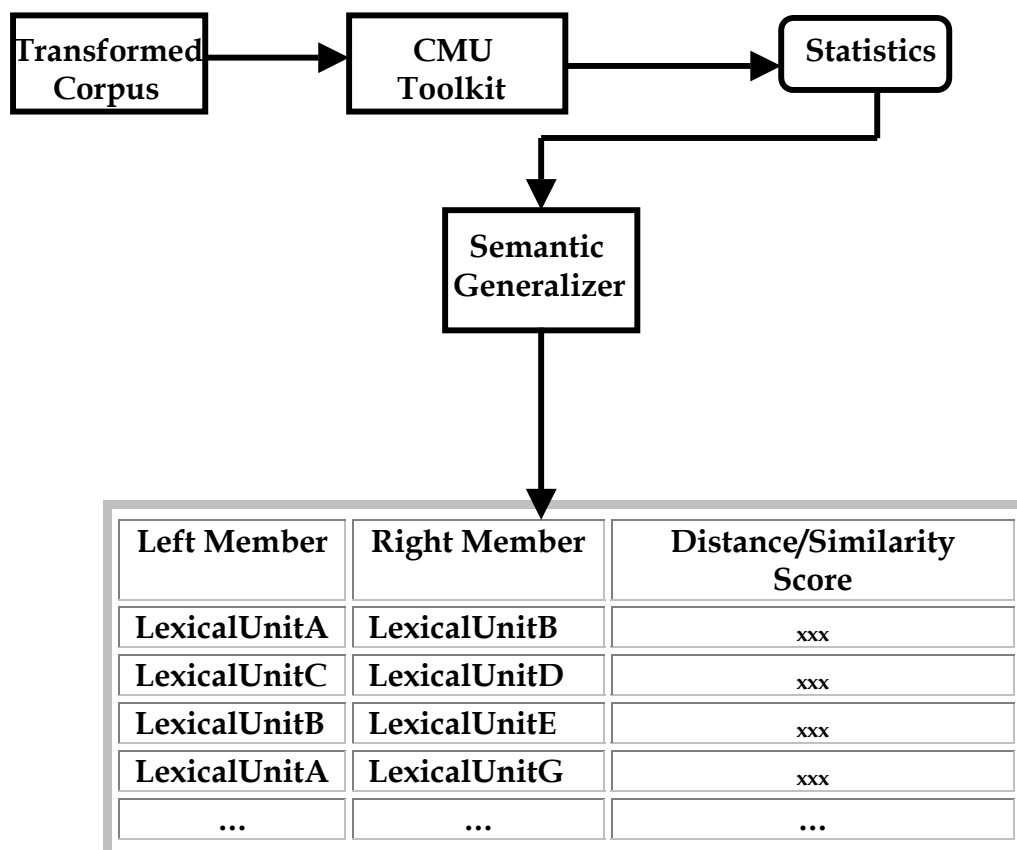 Transformed
Corpus
CMU
Toolkit
Statistics
Semantic
Generalizer
Left Member
Right Member
Distance/Similarity
Score
LexicalUnitA LexicalUnitB xxx
LexicalUnitC LexicalUnitD xxx
LexicalUnitB LexicalUnitE xxx
LexicalUnitA LexicalUnitG xxx
... ... ...